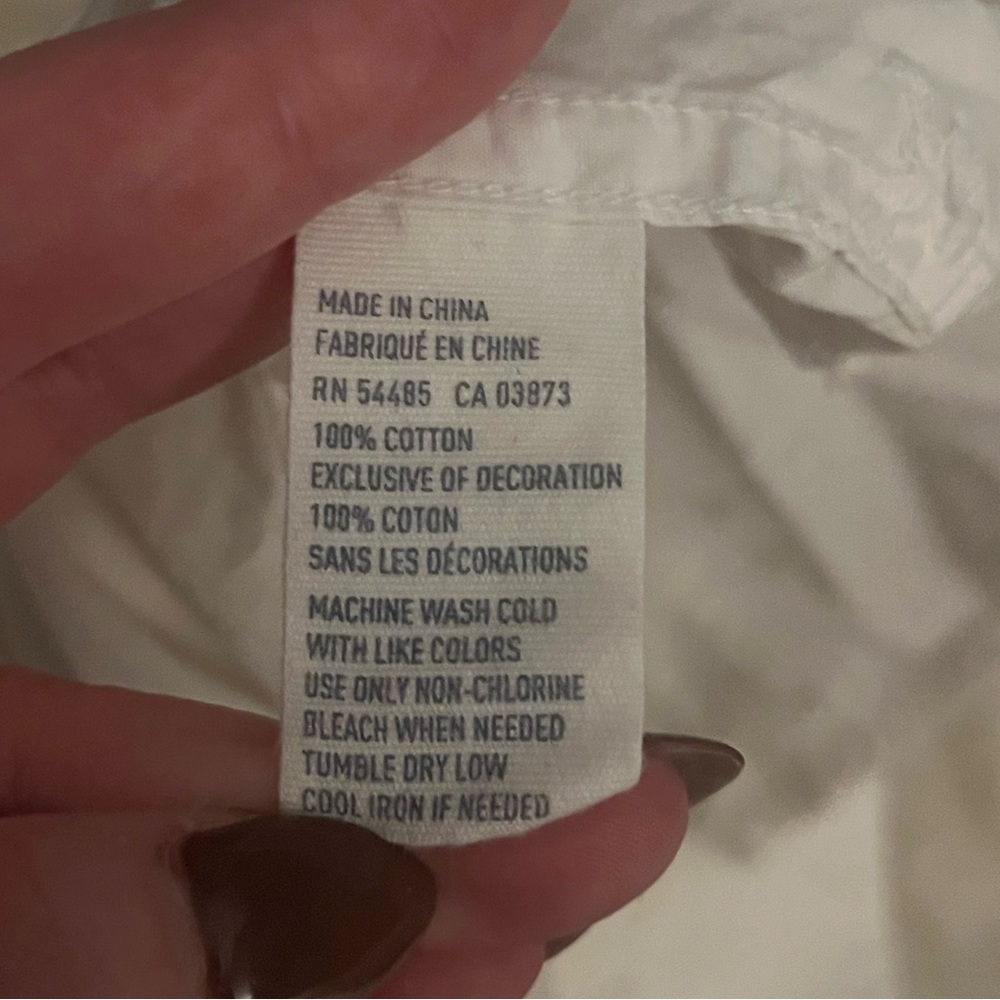 MADE IN CHINA
FABRIQUÉ EN CHINE
RN 54485 CA 03873
100% COTTON
EXCLUSIVE OF DECORATION
100% COTON
SANS LES DÉCORATIONS
MACHINE WASH COLD
WITH LIKE COLORS
USE ONLY NON-CHLORINE
BLEACH WHEN NEEDED
TUMBLE DRY LOW
COOL IRON IF NEEDED